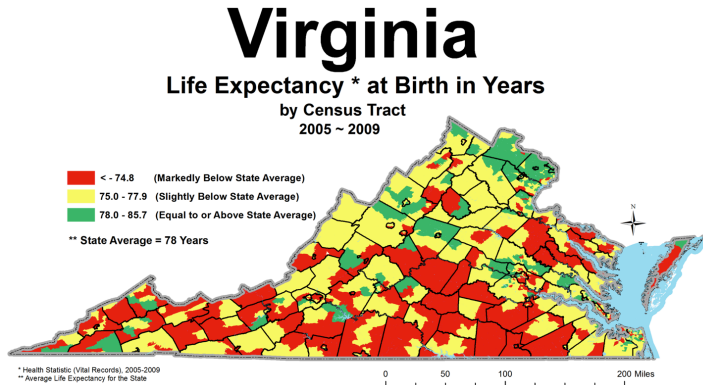 Virginia
Life Expectancy * at Birth in Years
by Census Tract
2005 ~ 2009
< - 74.8 (Markedly Below State Average)
75.0 - 77.9 (Slightly Below State Average)
78.0 - 85.7 (Equal to or Above State Average)
** State Average = 78 Years
N
* Health Statistic (Vital Records), 2005-2009
** Average Life Expectancy for the State
0 50 100 200 Miles